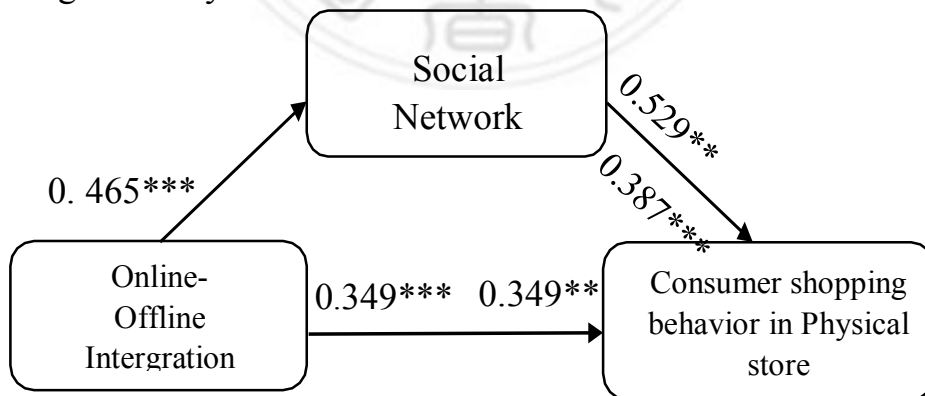 Social
Network
0.529**
0.387***
0. 465***
Online-
Offline
Intergration
0.349*** 0.349**
Consumer shopping
behavior in Physical
store